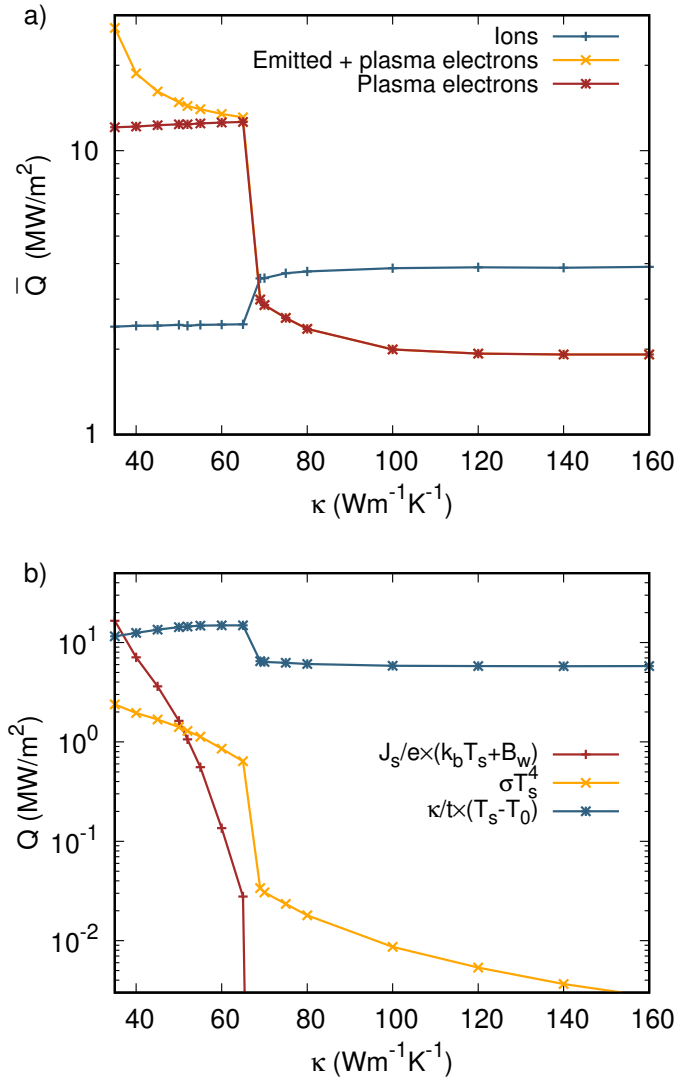 a)
Ions
Emitted + plasma electrons
Plasma electrons
10
1
Q̅ (MW/m²)
40 60 80 100 120 140 160
κ (Wm⁻¹K⁻¹)
b)
10¹
10⁰
10⁻¹
10⁻²
Q (MW/m²)
Jₛ/e×(k_bTₛ+B_w)
σTₛ⁴
κ/t×(Tₛ-T₀)
40 60 80 100 120 140 160
κ (Wm⁻¹K⁻¹)